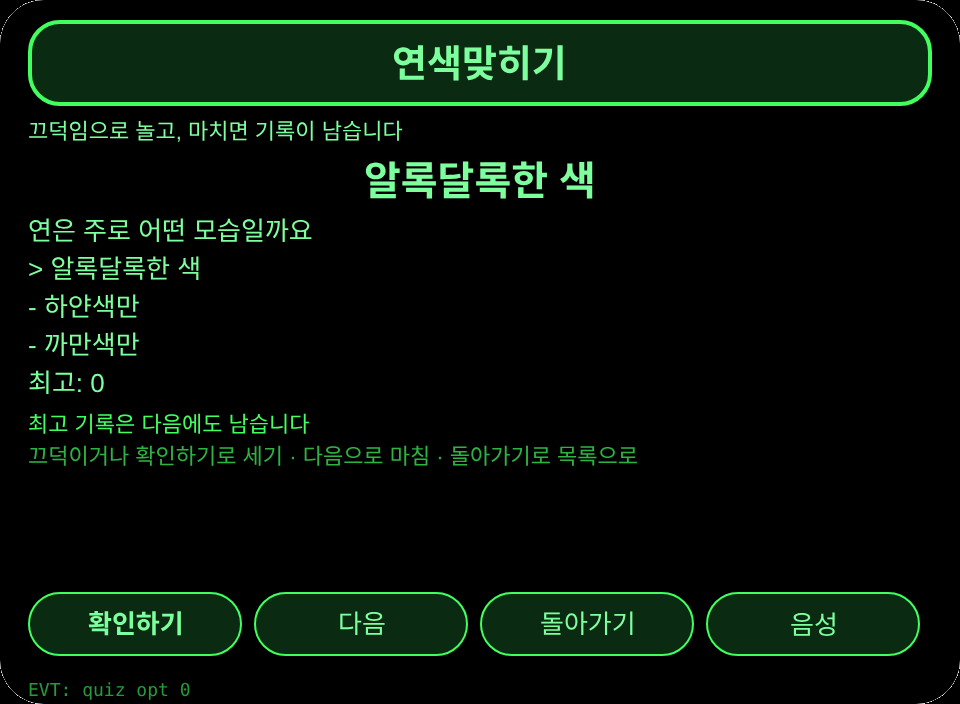 연색맞히기
끄덕임으로 놀고, 마치면 기록이 남습니다
알록달록한 색
연은 주로 어떤 모습일까요
> 알록달록한 색
- 하얀색만
- 까만색만
최고: 0
최고 기록은 다음에도 남습니다
끄덕이거나 확인하기로 세기 · 다음으로 마침 · 돌아가기로 목록으로
확인하기 다음 돌아가기 음성
EVT: quiz opt 0